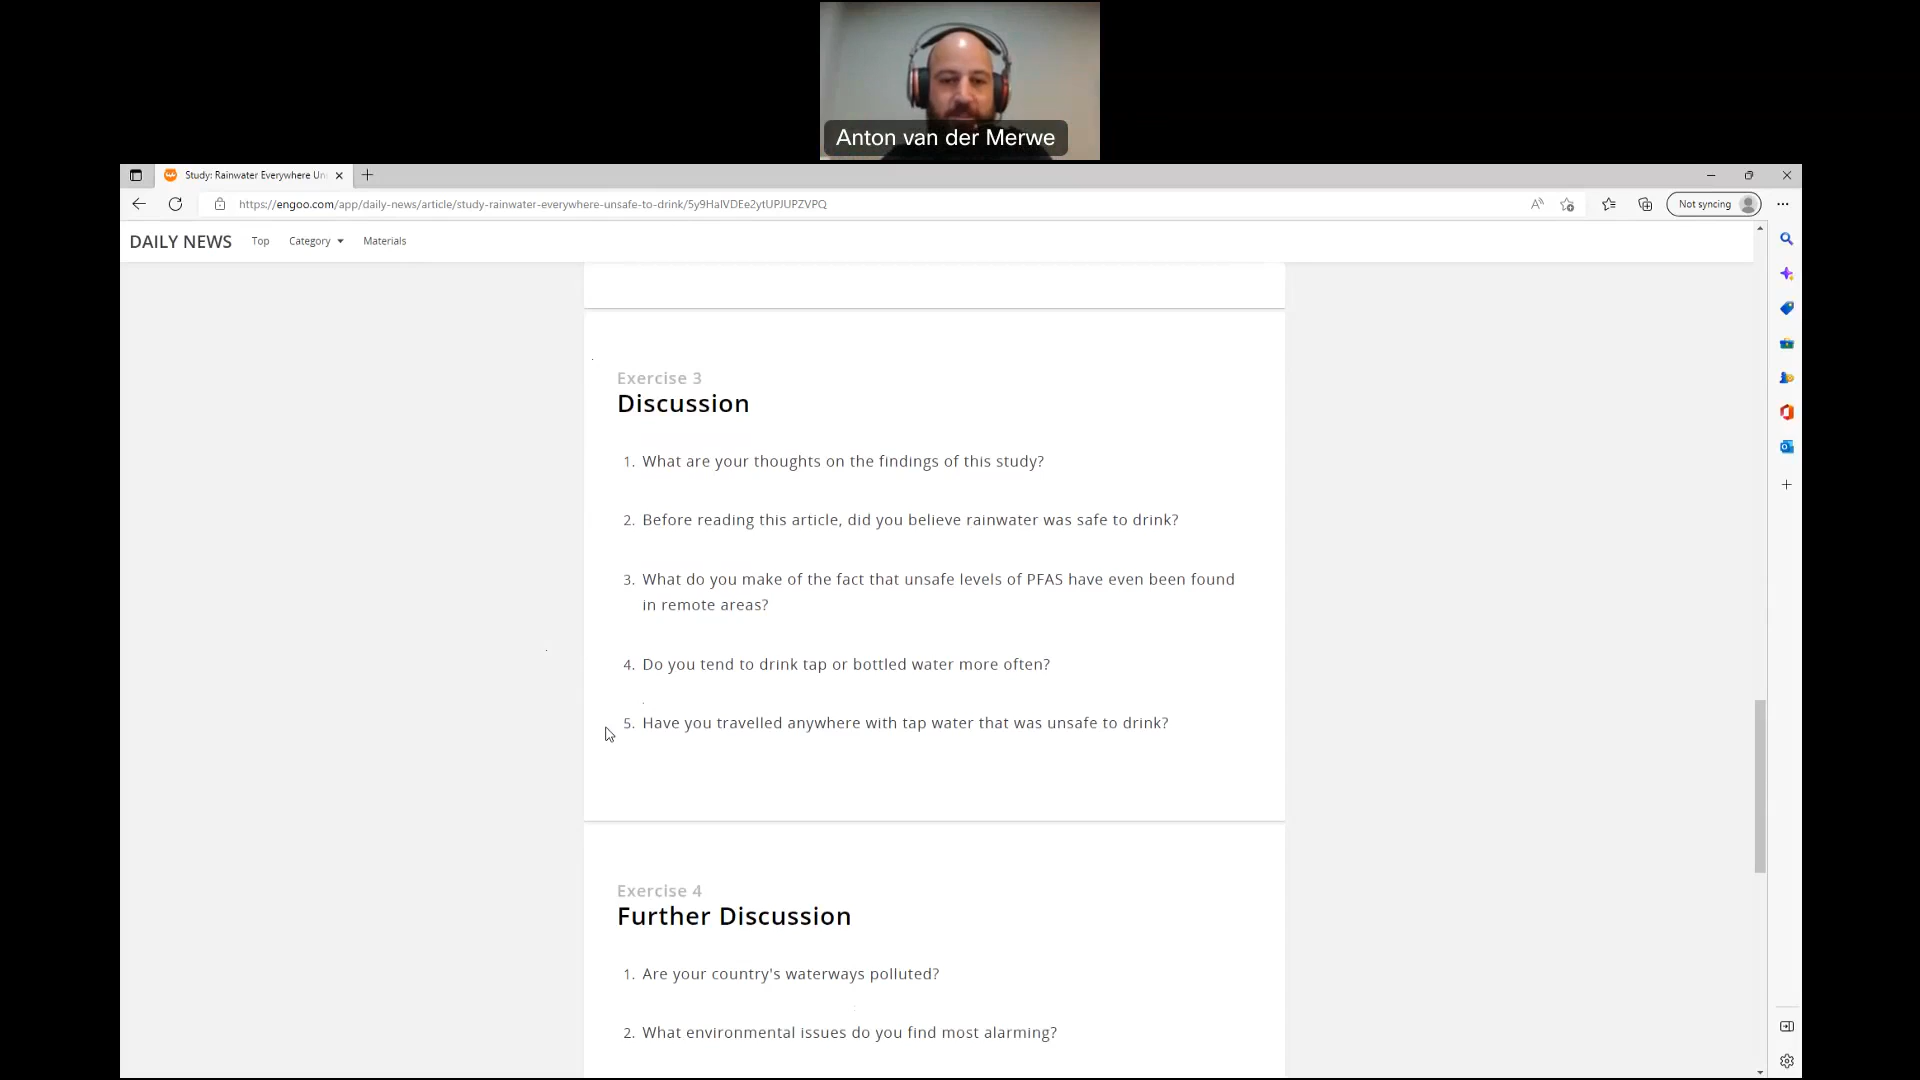 Anton van der Merwe
Study: Rainwater Everywhere Un
https://engoo.com/app/daily-news/article/study-rainwater-everywhere-unsafe-to-drink/5y9HalVDEe2ytUPJUPZVPQ
Not syncing
DAILY NEWS Top Category Materials
Exercise 3
Discussion
1. What are your thoughts on the findings of this study?
2. Before reading this article, did you believe rainwater was safe to drink?
3. What do you make of the fact that unsafe levels of PFAS have even been found
in remote areas?
4. Do you tend to drink tap or bottled water more often?
5. Have you travelled anywhere with tap water that was unsafe to drink?
Exercise 4
Further Discussion
1. Are your country's waterways polluted?
2. What environmental issues do you find most alarming?